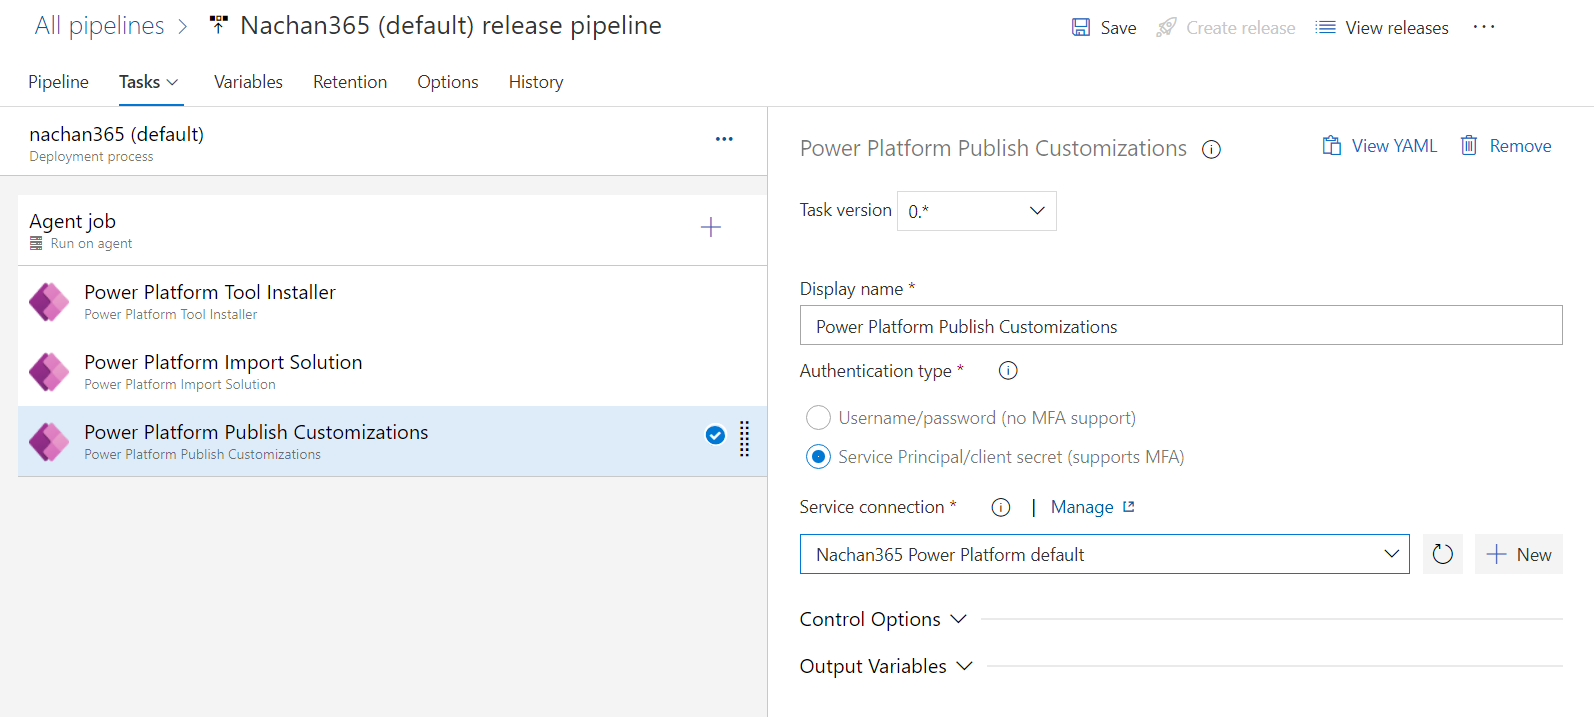 All pipelines > Nachan365 (default) release pipeline
Save Create release View releases ...
Pipeline Tasks Variables Retention Options History
nachan365 (default)
Deployment process
Agent job
Run on agent
Power Platform Tool Installer
Power Platform Tool Installer
Power Platform Import Solution
Power Platform Import Solution
Power Platform Publish Customizations
Power Platform Publish Customizations
Power Platform Publish Customizations
View YAML Remove
Task version 0.*
Display name *
Power Platform Publish Customizations
Authentication type *
Username/password (no MFA support)
Service Principal/client secret (supports MFA)
Service connection * | Manage
Nachan365 Power Platform default
New
Control Options
Output Variables